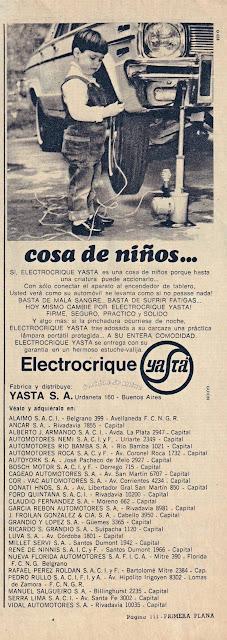 cosa de niños...
SI, ELECTROCRIQUE YASTA es una cosa de niños porque hasta
una criatura puede accionarlo.
Con sólo conectar el aparato al encendedor de tablero,
Usted verá como su automóvil se levanta como si no pasase nada!
BASTA DE MALA SANGRE.. BASTA DE SUFRIR FATIGAS...
HOY MISMO CAMBIE POR ELECTROCRIQUE YASTA!
FIRME, SEGURO, PRACTICO y SOLIDO
Y algo más: si la pinchadura ocurriese de noche,
ELECTROCRIQUE YASTA trae adosada a su carcaza una práctica
lámpara portátil protegida... A SU ENTERA COMODIDAD.
ELECTROCRIQUE YASTA se entrega con su
garantía en un hermoso estuche-valija.
Electrocrique yastá
Fabrica y distribuye:
YASTA S. A. Urdaneta 160 - Buenos Aires
Véalo y adquiéralo en:
ALAIMO S. A. C. I. - Belgrano 399 - Avellaneda F. C. N. G. R.
ANCAR S. A. - Rivadavia 7855 - Capital
ALBERTO J. ARMANDO S. A. C. I. - Avda. La Plata 2947 - Capital
AUTOMOTORES NEMI S. A. C. I. y F. - Uriarte 2349 - Capital
AUTOMOTORES RIO BAMBA S. A. - Río Bamba 1021 - Capital
AUTOMOTORES ROCA S. A. C. y F. - Av. Coronel Roca 1732 - Capital
AUTOYORK S. A. - José Pacheco de Melo 2927 - Capital
BOSCH MOTOR S. A. C. I. y F. - Dorrego 715 - Capital
CAGEAO AUTOMOTORES S. A. - Av. San Martín 6707 - Capital
COR - VAC AUTOMOTORES S. A. - Av. Corrientes 4234 - Capital
DONATI HNOS. S. A. - Av. Libertador Gral. San Martín 850 - Capital
FORD QUINTANA S. A. C. I. - Rivadavia 10200 - Capital
CLAUDIO FERNANDEZ S. A. - Moreno 662 - Capital
GARCIA REBON AUTOMOTORES S. A. - Rivadavia 8981 - Capital
J. FROILAN GONZALEZ & CIA. S. A. - Cabello 3950 - Capital
GRANDIO Y LOPEZ S. A. - Güemes 3365 - Capital
RICARDO S. GRANDIO S. A. - Suipacha 1120 - Capital
LUVA S. A. - Av. Córdoba 1801 - Capital
MILLET SERVI S. A. - Santos Dumont 1942 - Capital
RENE DE NINNIS S. A. C. I. y F. - Santos Dumont 1966 - Capital
NUEVA FLORIDA AUTOMOTORES S. A. F. I. C. A. - Mitre 390 - Florida
F. C. N. G. Belgrano
RAFAEL PEREZ ROLDAN S. A. C. I. y F. - Bartolomé Mitre 2384 - Cap.
PEDRO RULLO S. A. C. I. F. I. y A. - Av. Hipólito Irigoyen 8302 - Lomas
de Zamora - F. C. N. G. R.
MANUEL SALGUEIRO S. A. - Billinghurst 2235 - Capital
SERRA LIMA S. A. C. I. - Av. Santa Fe 3002 - Capital
VIDAL AUTOMOTORES S. A. - Rivadavia 10035 - Capital
Página 111 - PRIMERA PLANA